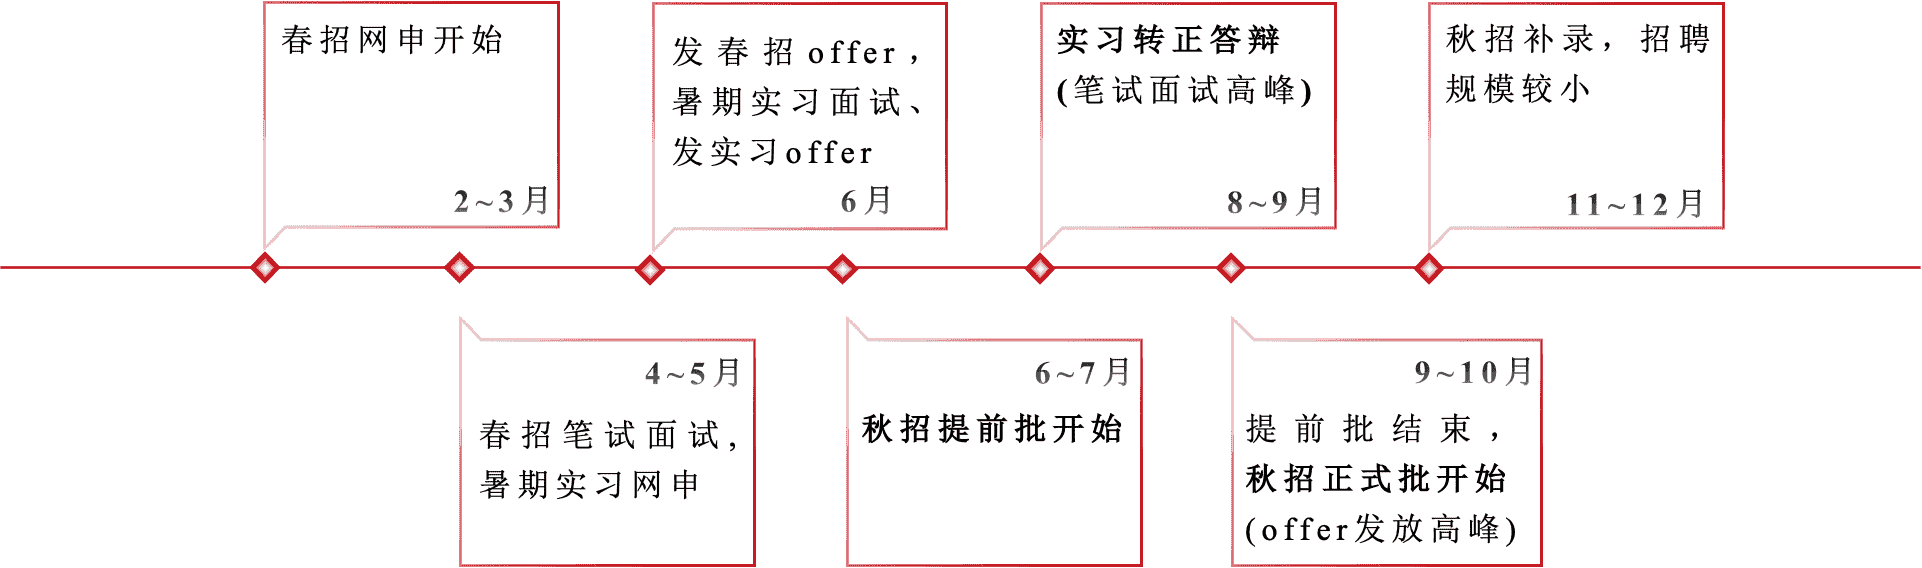 春招网申开始
2~3月
发春招offer，
暑期实习面试、
发实习offer
6月
实习转正答辩
(笔试面试高峰)
8~9月
秋招补录，招聘
规模较小
11~12月
4~5月
春招笔试面试,
暑期实习网申
6~7月
秋招提前批开始
9~10月
提前批结束，
秋招正式批开始
(offer发放高峰)